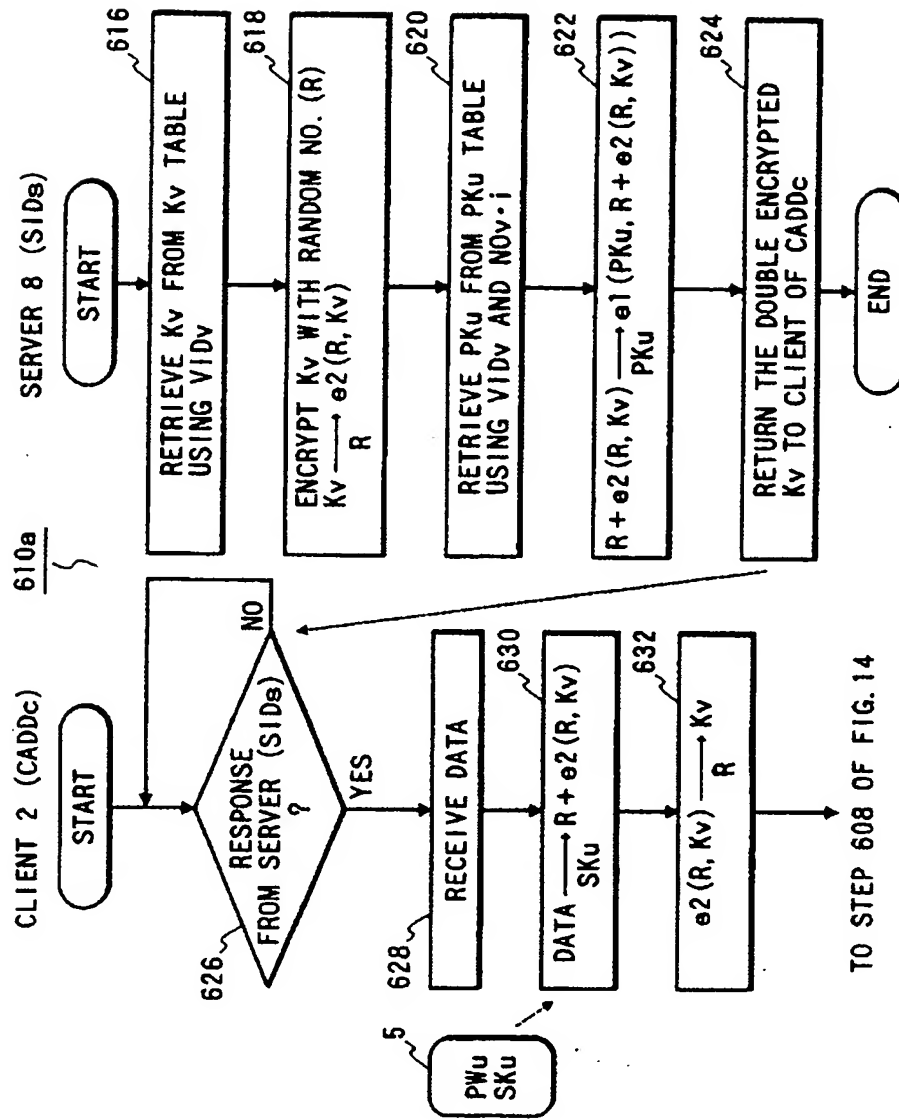 610a
CLIENT 2 (CADDc)
START
626
RESPONSE
FROM SERVER (SIDs)
?
NO
YES
628
RECEIVE DATA
5
PWu
SKu
630
DATA ⟶ R + e2(R, Kv)
SKu
632
e2(R, Kv) ⟶ Kv
R
TO STEP 608 OF FIG.14
SERVER 8 (SIDs)
START
616
RETRIEVE Kv FROM Kv TABLE
USING VIDv
618
ENCRYPT Kv WITH RANDOM NO. (R)
Kv ⟶ e2(R, Kv)
R
620
RETRIEVE PKu FROM PKu TABLE
USING VIDv AND NOv·i
622
R + e2(R, Kv) ⟶ e1(PKu, R + e2(R, Kv)))
PKu
624
RETURN THE DOUBLE ENCRYPTED
Kv TO CLIENT OF CADDc
END